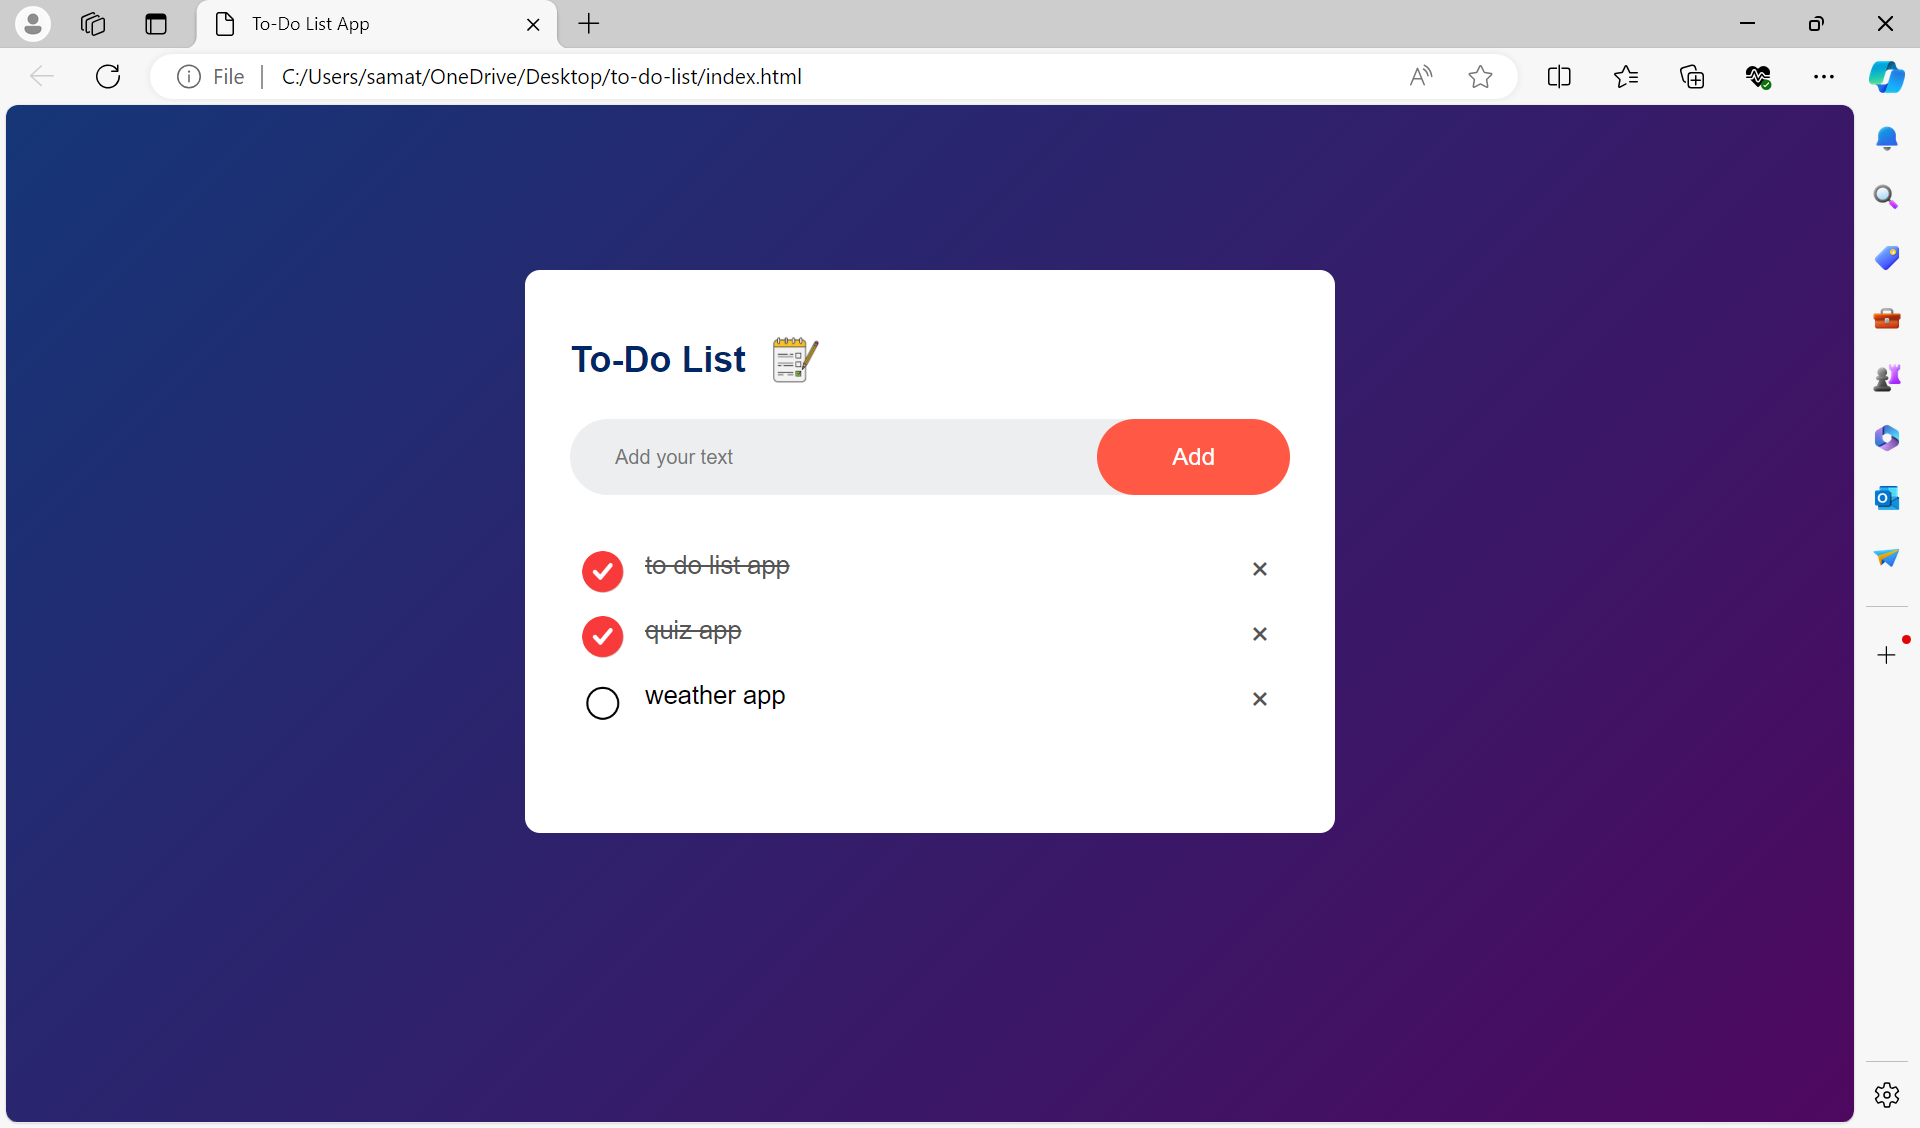 To-Do List App
File
C:/Users/samat/OneDrive/Desktop/to-do-list/index.html
To-Do List
Add your text
Add
to do list app
quiz app
weather app